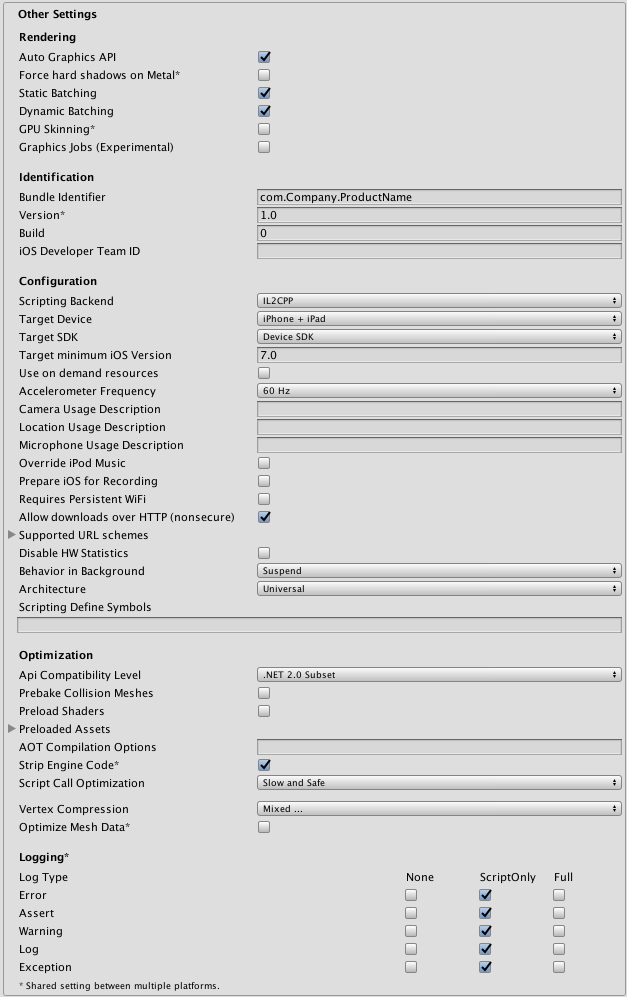 Other Settings
Rendering
Auto Graphics API
Force hard shadows on Metal*
Static Batching
Dynamic Batching
GPU Skinning*
Graphics Jobs (Experimental)
Identification
Bundle Identifier com.Company.ProductName
Version* 1.0
Build 0
iOS Developer Team ID
Configuration
Scripting Backend IL2CPP
Target Device iPhone + iPad
Target SDK Device SDK
Target minimum iOS Version 7.0
Use on demand resources
Accelerometer Frequency 60 Hz
Camera Usage Description
Location Usage Description
Microphone Usage Description
Override iPod Music
Prepare iOS for Recording
Requires Persistent WiFi
Allow downloads over HTTP (nonsecure)
Supported URL schemes
Disable HW Statistics
Behavior in Background Suspend
Architecture Universal
Scripting Define Symbols
Optimization
Api Compatibility Level .NET 2.0 Subset
Prebake Collision Meshes
Preload Shaders
Preloaded Assets
AOT Compilation Options
Strip Engine Code*
Script Call Optimization Slow and Safe
Vertex Compression Mixed ...
Optimize Mesh Data*
Logging*
Log Type None ScriptOnly Full
Error
Assert
Warning
Log
Exception
* Shared setting between multiple platforms.